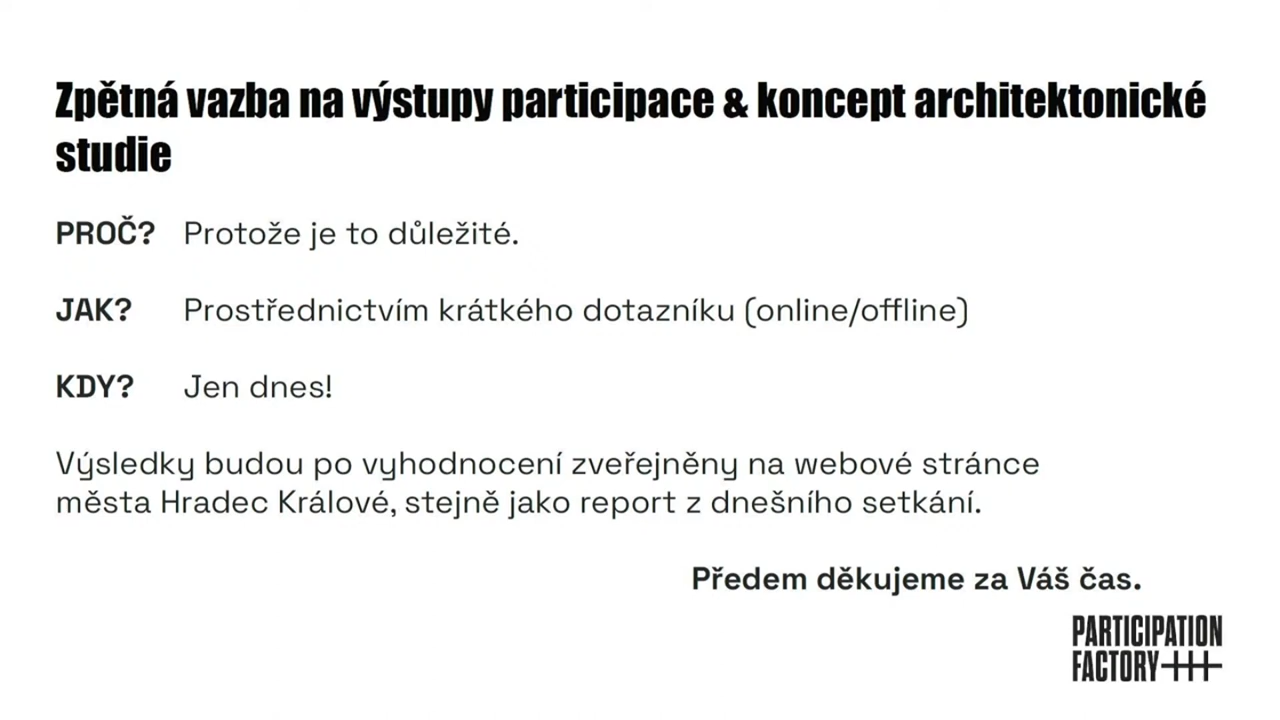 Zpětná vazba na výstupy participace & koncept architektonické
studie
PROČ? Protože je to důležité.
JAK? Prostřednictvím krátkého dotazníku (online/offline)
KDY? Jen dnes!
Výsledky budou po vyhodnocení zveřejněny na webové stránce
města Hradec Králové, stejně jako report z dnešního setkání.
Předem děkujeme za Váš čas.
PARTICIPATION
FACTORY